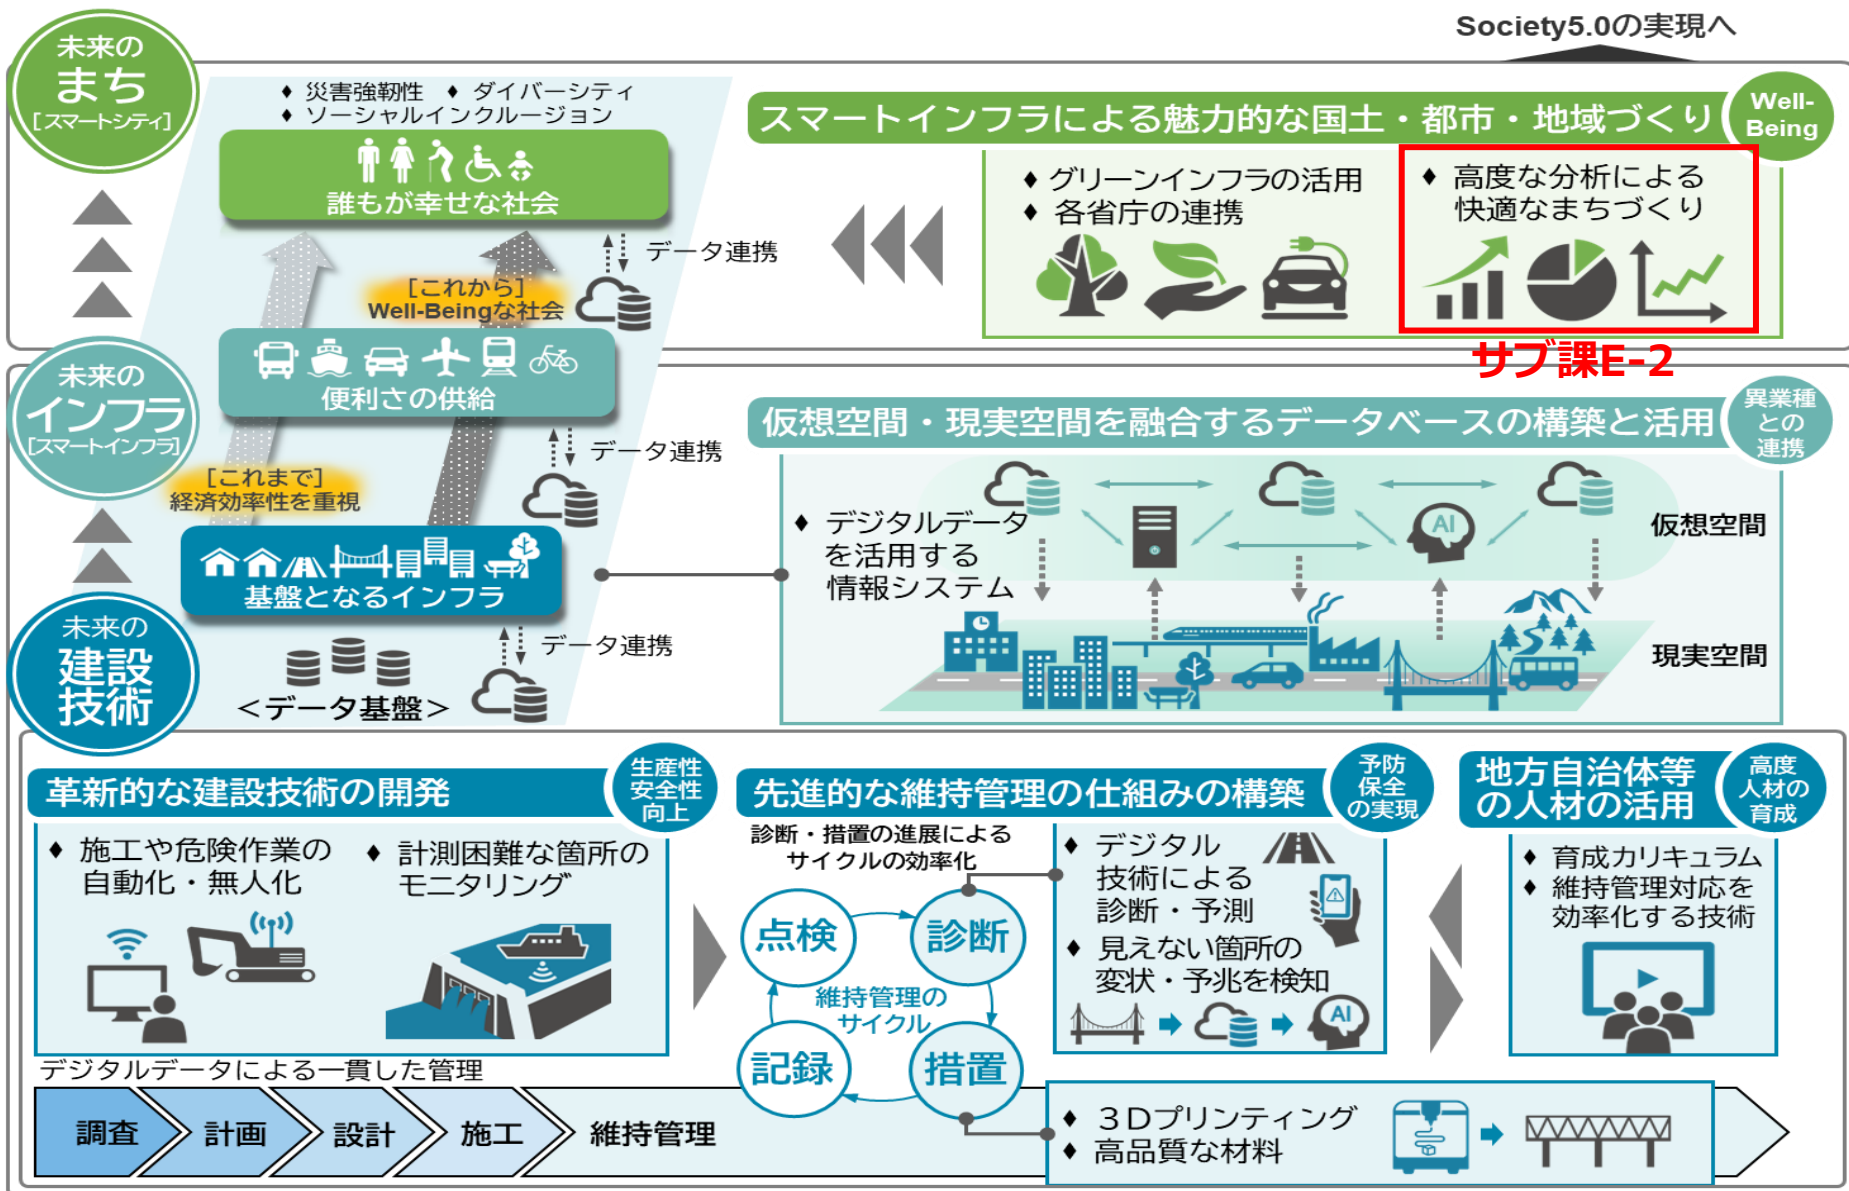 Society5.0の実現へ
未来の
まち
[スマートシティ]
♦ 災害強靭性 ♦ ダイバーシティ
♦ ソーシャルインクルージョン
誰もが幸せな社会
データ連携
[これから]
Well-Beingな社会
スマートインフラによる魅力的な国土・都市・地域づくり
Well-
Being
♦ グリーンインフラの活用
♦ 各省庁の連携
♦ 高度な分析による
快適なまちづくり
サブ課E-2
未来の
インフラ
[スマートインフラ]
便利さの供給
データ連携
[これまで]
経済効率性を重視
基盤となるインフラ
データ連携
<データ基盤>
仮想空間・現実空間を融合するデータベースの構築と活用
異業種
との
連携
♦ デジタルデータ
を活用する
情報システム
AI
仮想空間
現実空間
未来の
建設
技術
革新的な建設技術の開発
生産性
安全性
向上
♦ 施工や危険作業の
自動化・無人化
♦ 計測困難な箇所の
モニタリング
先進的な維持管理の仕組みの構築
予防
保全
の実現
診断・措置の進展による
サイクルの効率化
点検
診断
維持管理の
サイクル
記録
措置
♦ デジタル
技術による
診断・予測
♦ 見えない箇所の
変状・予兆を検知
AI
地方自治体等
の人材の活用
高度
人材の
育成
♦ 育成カリキュラム
♦ 維持管理対応を
効率化する技術
デジタルデータによる一貫した管理
調査
計画
設計
施工
維持管理
♦ 3Dプリンティング
♦ 高品質な材料